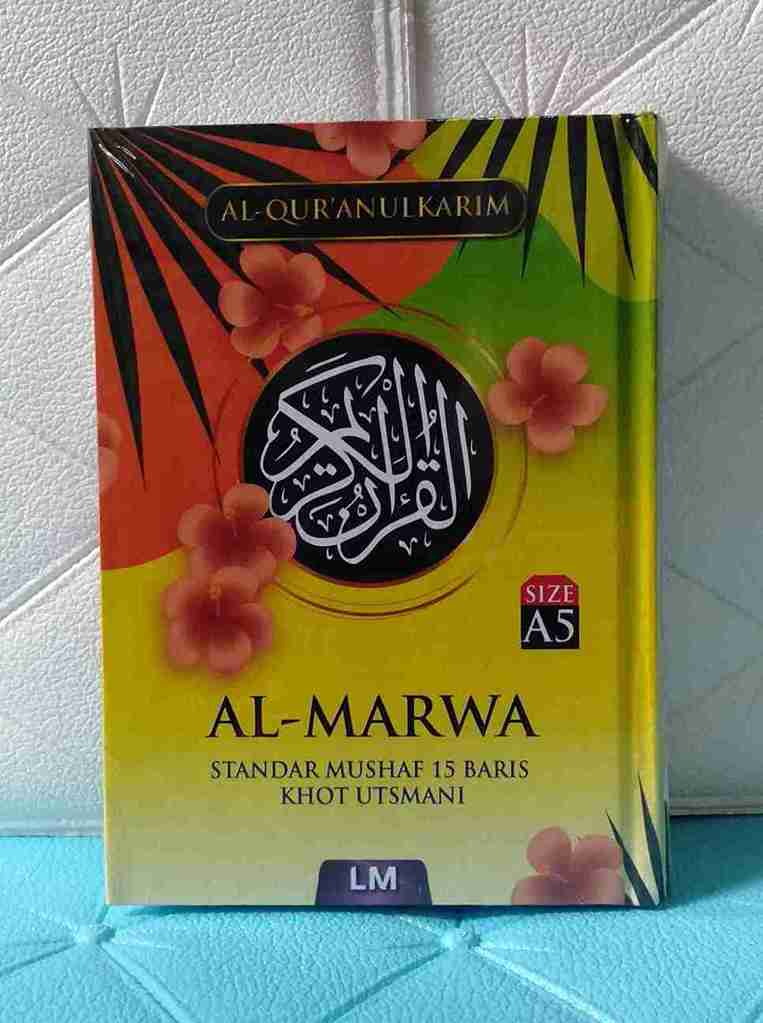 AL-QUR'ANULKARIM
القرآن الكريم
SIZE
A5
AL-MARWA
STANDAR MUSHAF 15 BARIS
KHOT UTSMANI
LM